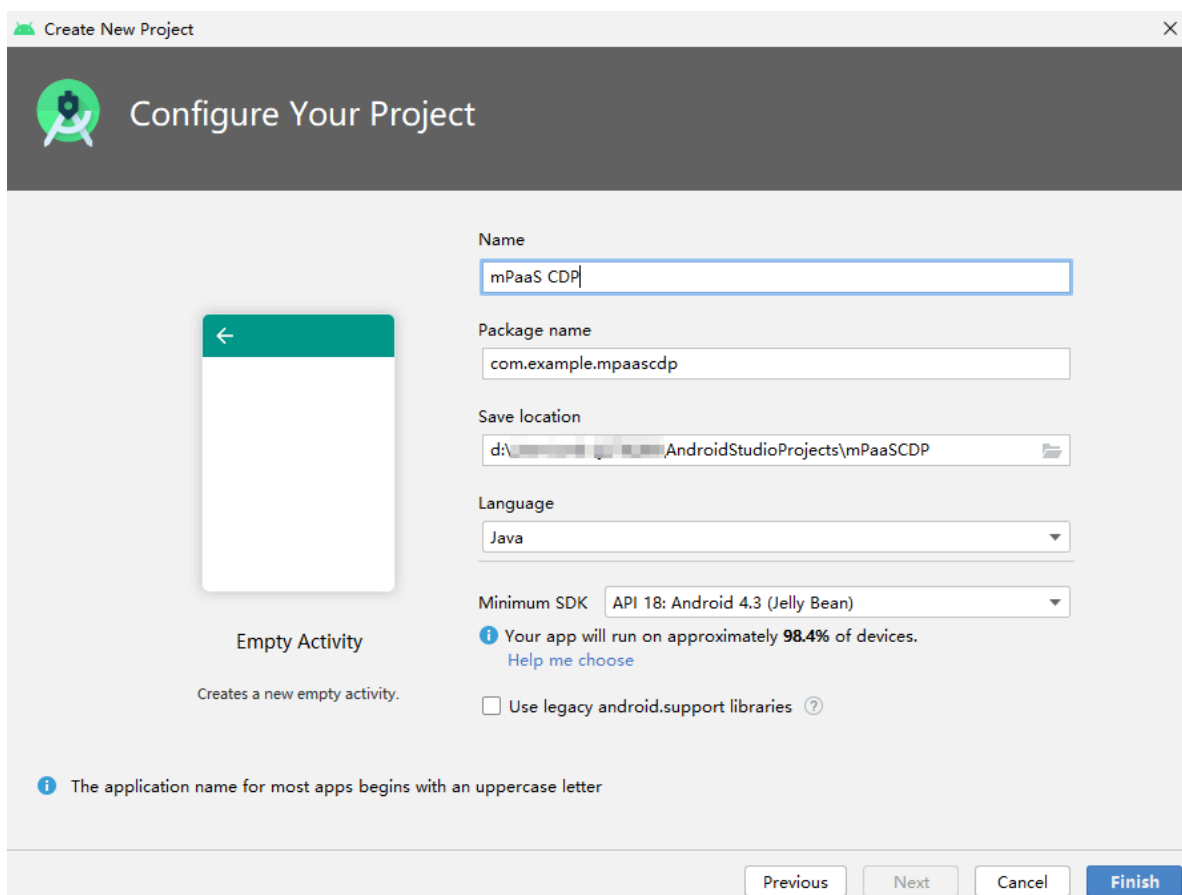 Create New Project
Configure Your Project
Name
mPaaS CDP
Package name
com.example.mpaascdp
Save location
d:\ AndroidStudioProjects\mPaaSCDP
Language
Java
Minimum SDK API 18: Android 4.3 (Jelly Bean)
Your app will run on approximately 98.4% of devices.
Help me choose
Use legacy android.support libraries ?
Empty Activity
Creates a new empty activity.
The application name for most apps begins with an uppercase letter
Previous Next Cancel Finish